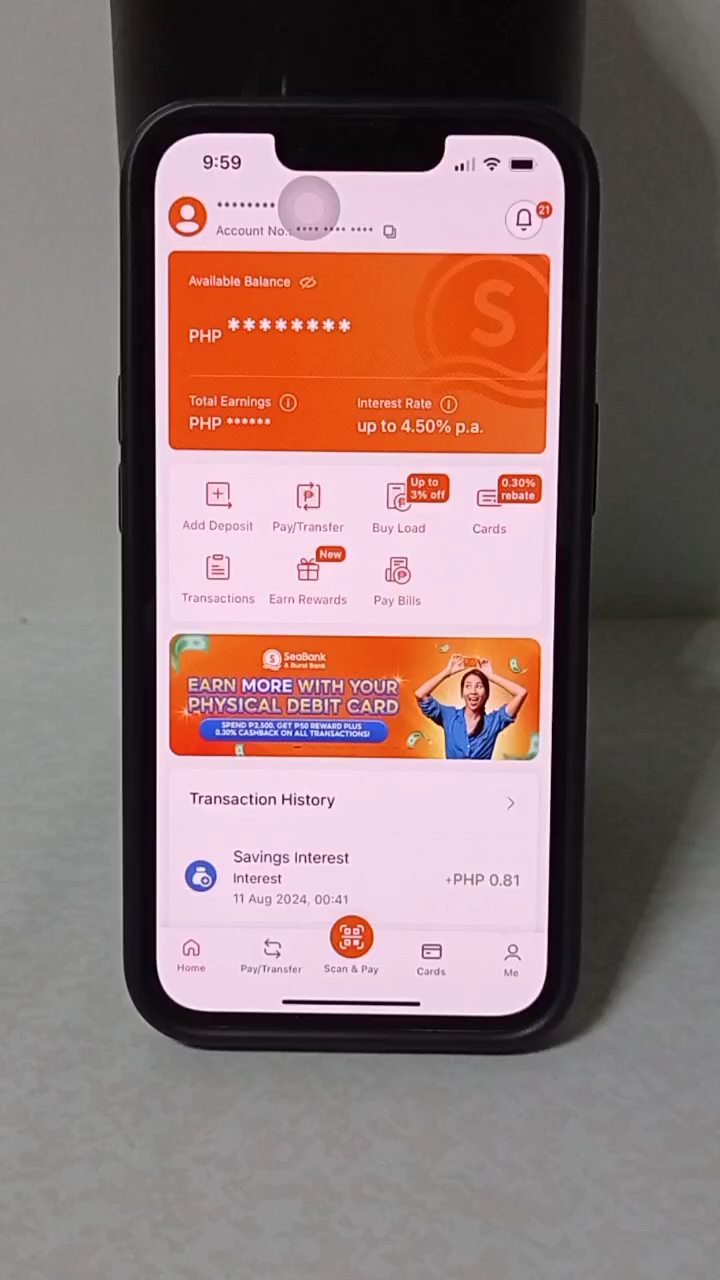 9:59
21
********
Account No.: **** **** ****
Available Balance
PHP ********
Total Earnings
Interest Rate
PHP ******
up to 4.50% p.a.
Up to
3% off
0.30%
rebate
Add Deposit
Pay/Transfer
Buy Load
Cards
New
Transactions
Earn Rewards
Pay Bills
S SeaBank
A Rural Bank
EARN MORE WITH YOUR
PHYSICAL DEBIT CARD
SPEND ₱2,500, GET ₱50 REWARD PLUS
0.30% CASHBACK ON ALL TRANSACTIONS!
Transaction History
Savings Interest
Interest
+PHP 0.81
11 Aug 2024, 00:41
Home
Pay/Transfer
Scan & Pay
Cards
Me